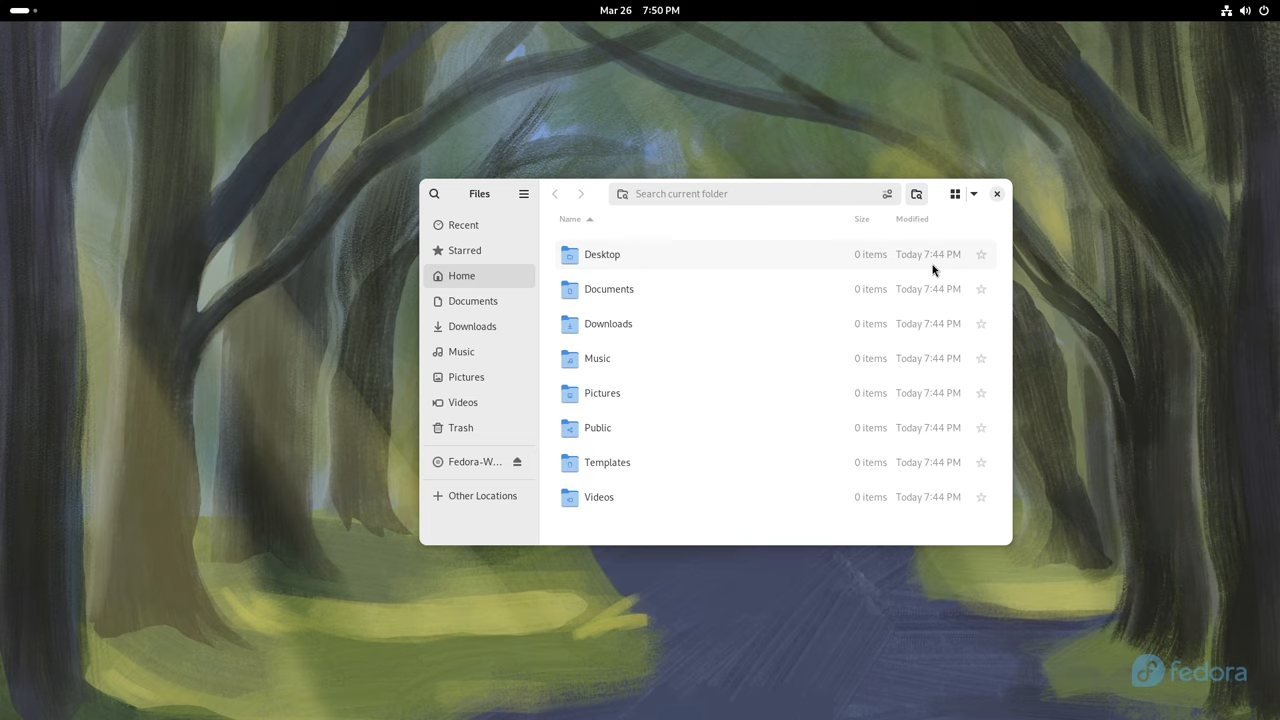 Mar 26 7:50 PM
Files
Search current folder
Name Size Modified
Recent
Starred
Home
Documents
Downloads
Music
Pictures
Videos
Trash
Fedora-W...
Other Locations
Desktop 0 items Today 7:44 PM
Documents 0 items Today 7:44 PM
Downloads 0 items Today 7:44 PM
Music 0 items Today 7:44 PM
Pictures 0 items Today 7:44 PM
Public 0 items Today 7:44 PM
Templates 0 items Today 7:44 PM
Videos 0 items Today 7:44 PM
fedora